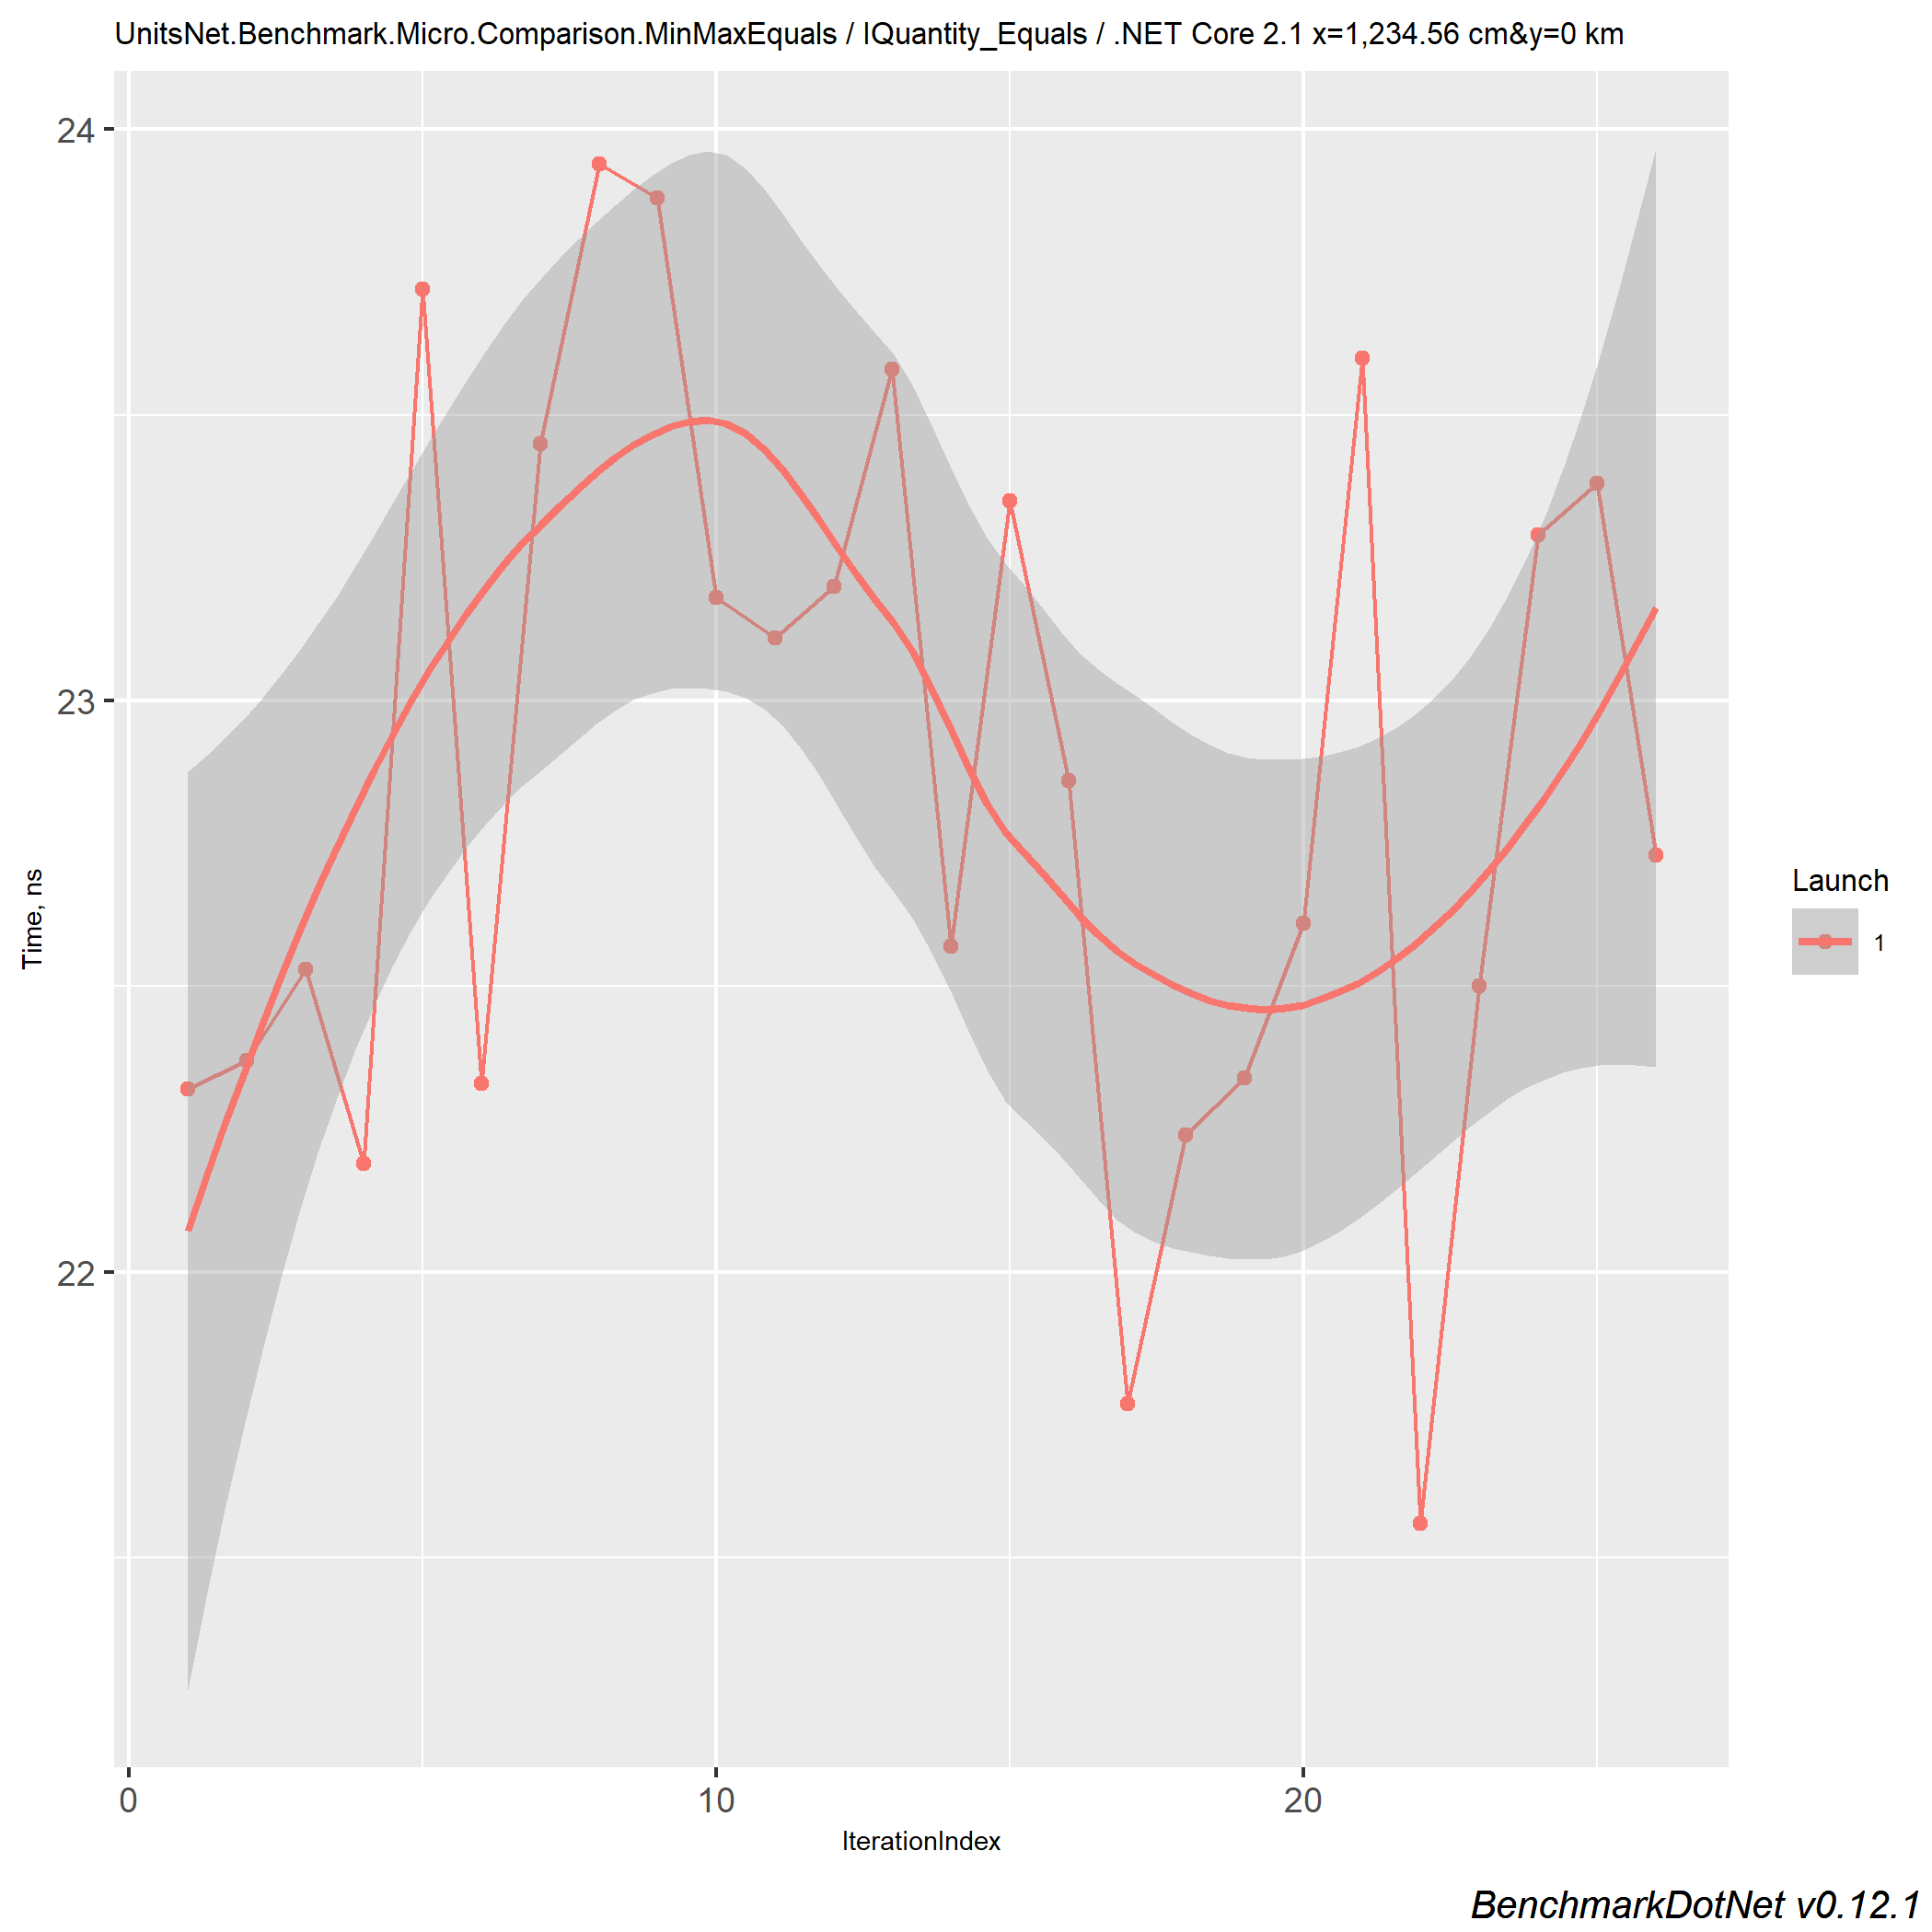 UnitsNet.Benchmark.Micro.Comparison.MinMaxEquals / IQuantity_Equals / .NET Core 2.1 x=1,234.56 cm&y=0 km
24
23
22
Time, ns
0 10 20
IterationIndex
Launch
1
BenchmarkDotNet v0.12.1